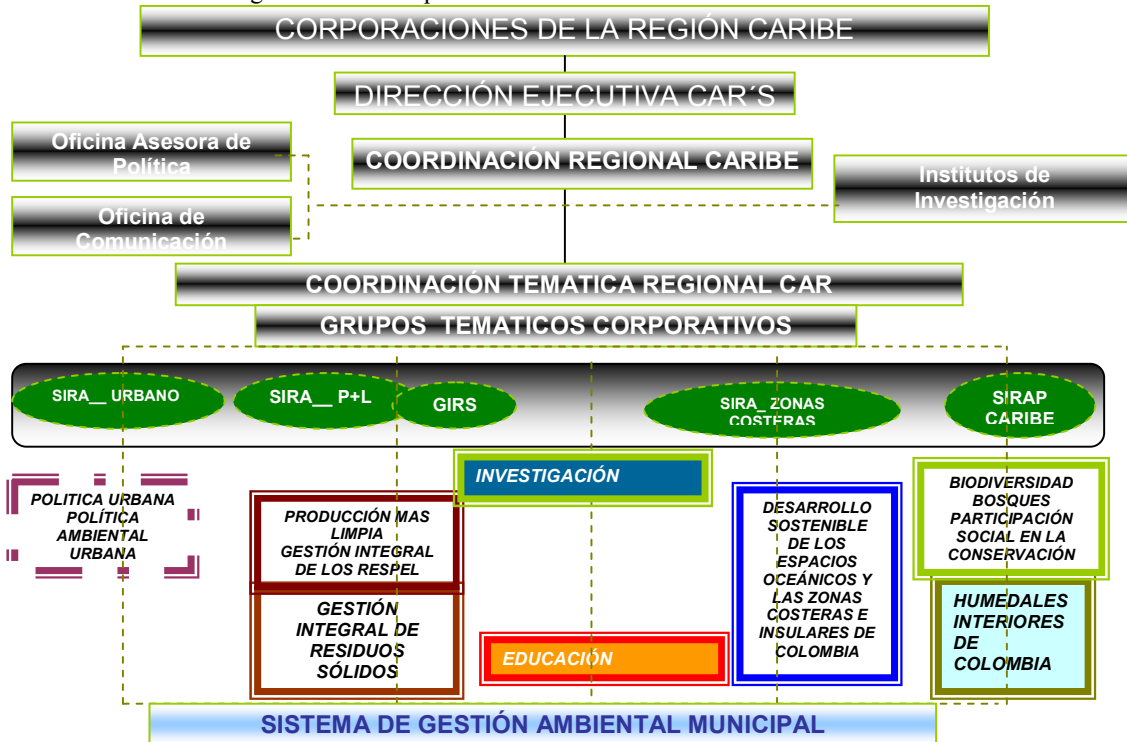 CORPORACIONES DE LA REGIÓN CARIBE
DIRECCIÓN EJECUTIVA CAR´S
Oficina Asesora de
Política
COORDINACIÓN REGIONAL CARIBE
Institutos de
Investigación
Oficina de
Comunicación
COORDINACIÓN TEMATICA REGIONAL CAR
GRUPOS TEMATICOS CORPORATIVOS
SIRA__ URBANO
SIRA__ P+L
GIRS
SIRA_ ZONAS
COSTERAS
SIRAP
CARIBE
POLITICA URBANA
POLÍTICA
AMBIENTAL
URBANA
PRODUCCIÓN MAS
LIMPIA
GESTIÓN INTEGRAL
DE LOS RESPEL
GESTIÓN
INTEGRAL DE
RESIDUOS
SÓLIDOS
INVESTIGACIÓN
EDUCACIÓN
DESARROLLO
SOSTENIBLE
DE LOS
ESPACIOS
OCEÁNICOS Y
LAS ZONAS
COSTERAS E
INSULARES DE
COLOMBIA
BIODIVERSIDAD
BOSQUES
PARTICIPACIÓN
SOCIAL EN LA
CONSERVACIÓN
HUMEDALES
INTERIORES
DE
COLOMBIA
SISTEMA DE GESTIÓN AMBIENTAL MUNICIPAL